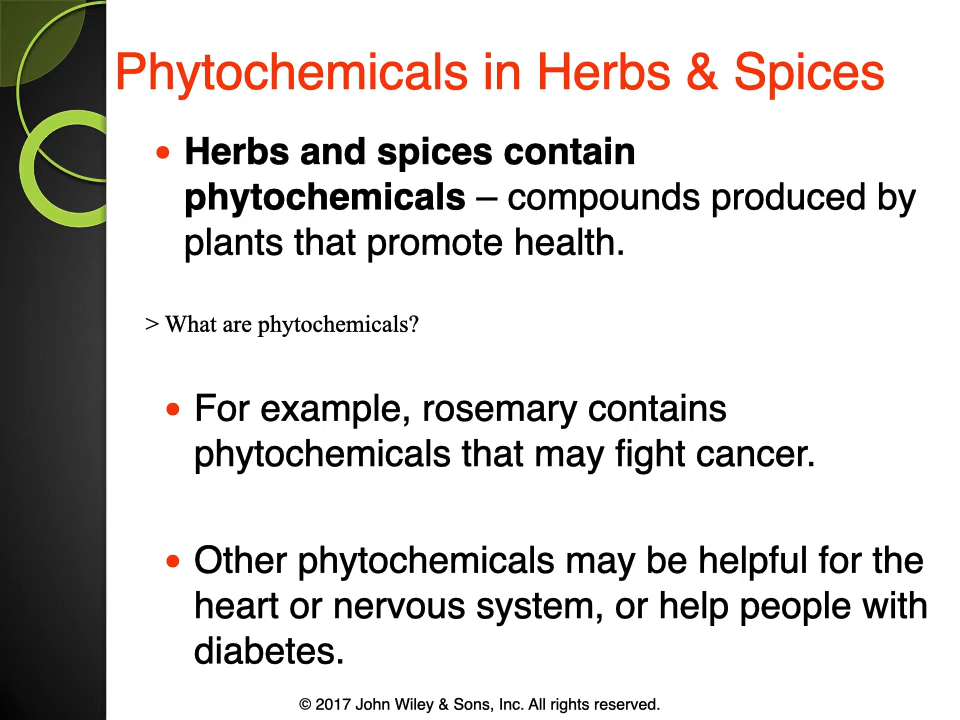 Phytochemicals in Herbs & Spices
• Herbs and spices contain
phytochemicals – compounds produced by
plants that promote health.
> What are phytochemicals?
• For example, rosemary contains
phytochemicals that may fight cancer.
• Other phytochemicals may be helpful for the
heart or nervous system, or help people with
diabetes.
© 2017 John Wiley & Sons, Inc. All rights reserved.